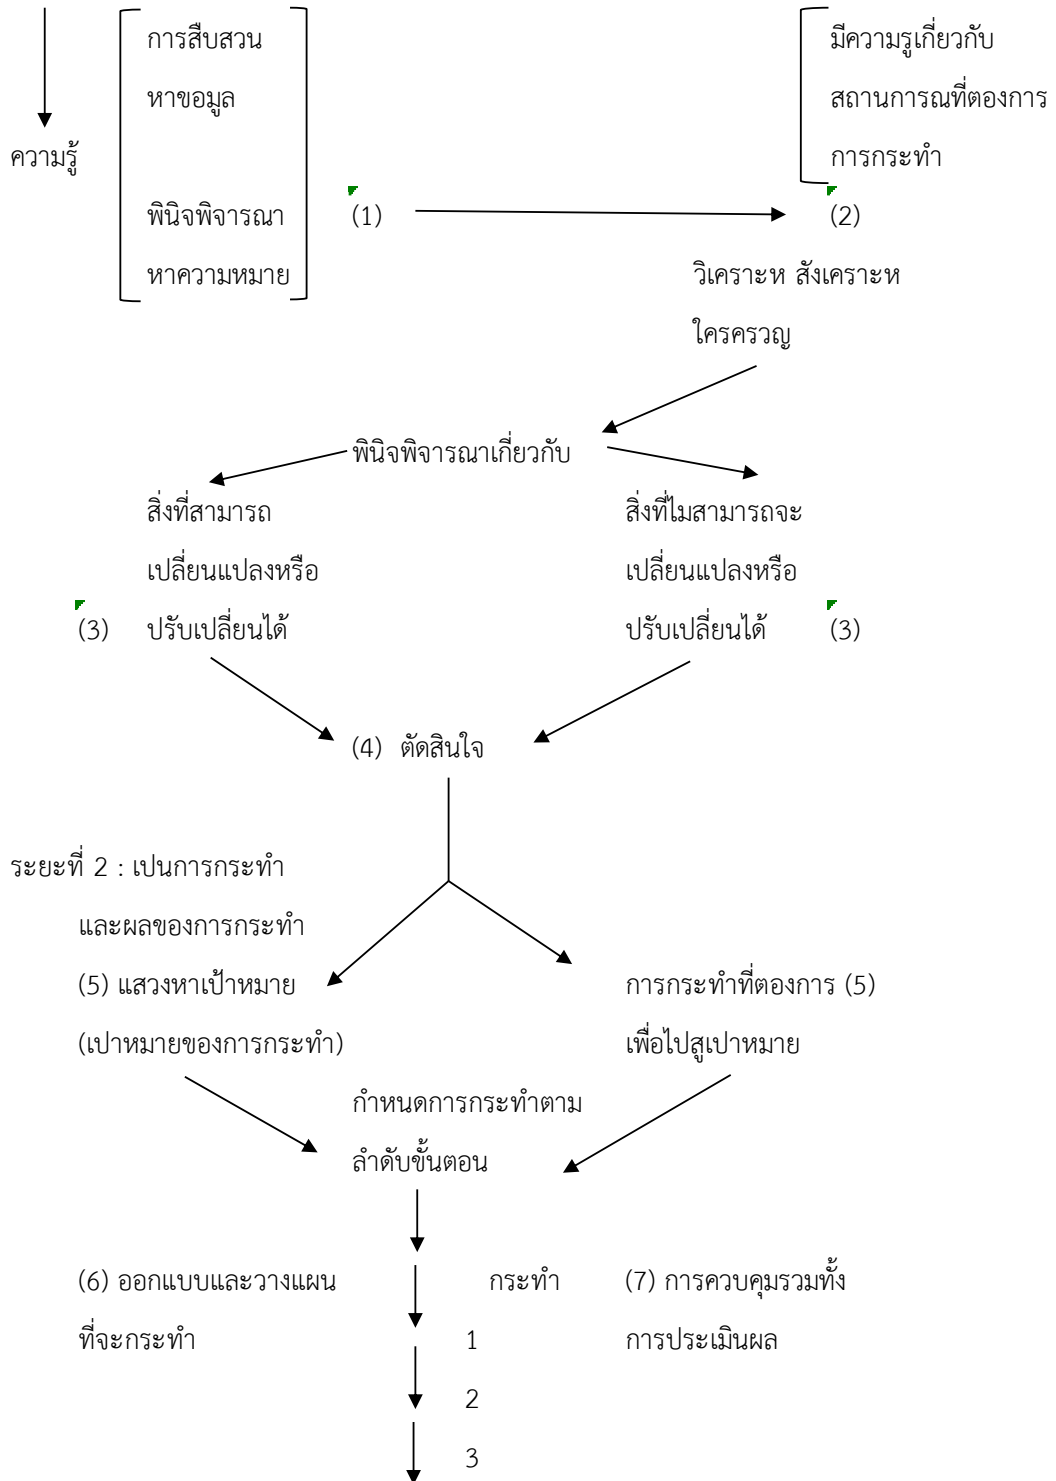 การสืบสวน มีความรูเกี่ยวกับ
หาขอมูล สถานการณที่ตองการ
ความรู้ การกระทำ
พินิจพิจารณา (1) (2)
หาความหมาย วิเคราะห สังเคราะห
ใครครวญ
พินิจพิจารณาเกี่ยวกับ
สิ่งที่สามารถ สิ่งที่ไมสามารถจะ
เปลี่ยนแปลงหรือ เปลี่ยนแปลงหรือ
(3) ปรับเปลี่ยนได้ ปรับเปลี่ยนได้ (3)
(4) ตัดสินใจ
ระยะที่ 2 : เปนการกระทำ
และผลของการกระทำ
(5) แสวงหาเป้าหมาย การกระทำที่ตองการ (5)
(เปาหมายของการกระทำ) เพื่อไปสูเปาหมาย
กำหนดการกระทำตาม
ลำดับขั้นตอน
(6) ออกแบบและวางแผน กระทำ (7) การควบคุมรวมทั้ง
ที่จะกระทำ 1 การประเมินผล
2
3